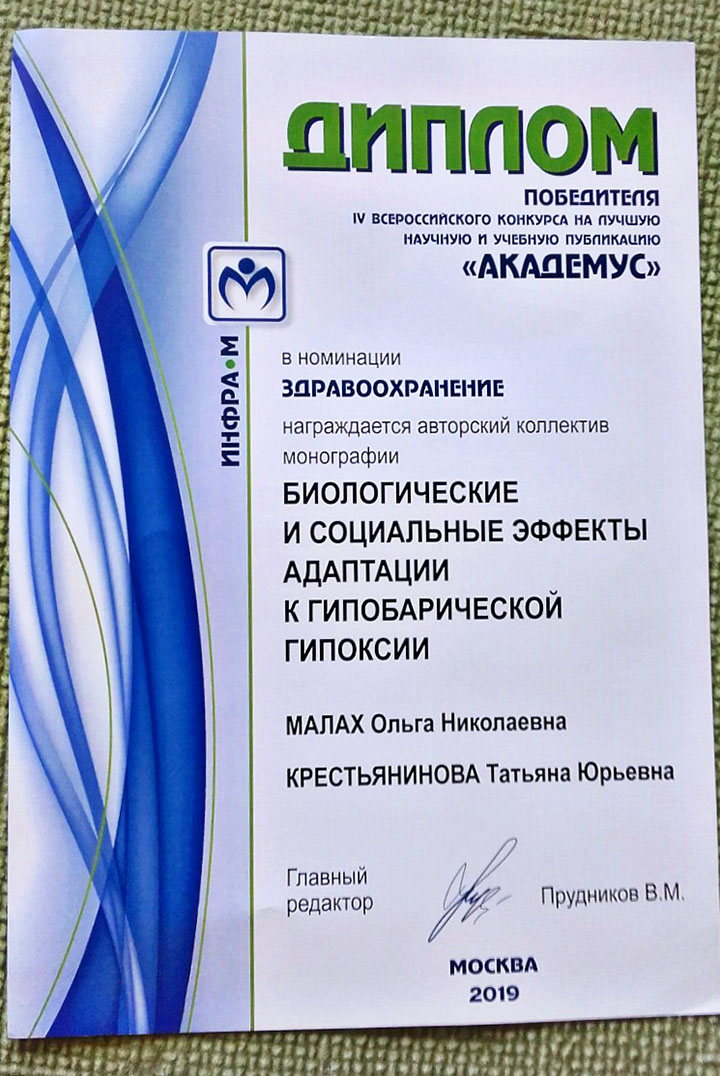 ДИПЛОМ
ПОБЕДИТЕЛЯ
IV ВСЕРОССИЙСКОГО КОНКУРСА НА ЛУЧШУЮ
НАУЧНУЮ И УЧЕБНУЮ ПУБЛИКАЦИЮ
«АКАДЕМУС»
ИНФРА•М
в номинации
ЗДРАВООХРАНЕНИЕ
награждается авторский коллектив
монографии
БИОЛОГИЧЕСКИЕ
И СОЦИАЛЬНЫЕ ЭФФЕКТЫ
АДАПТАЦИИ
К ГИПОБАРИЧЕСКОЙ
ГИПОКСИИ
МАЛАХ Ольга Николаевна
КРЕСТЬЯНИНОВА Татьяна Юрьевна
Главный
редактор
Прудников В.М.
МОСКВА
2019